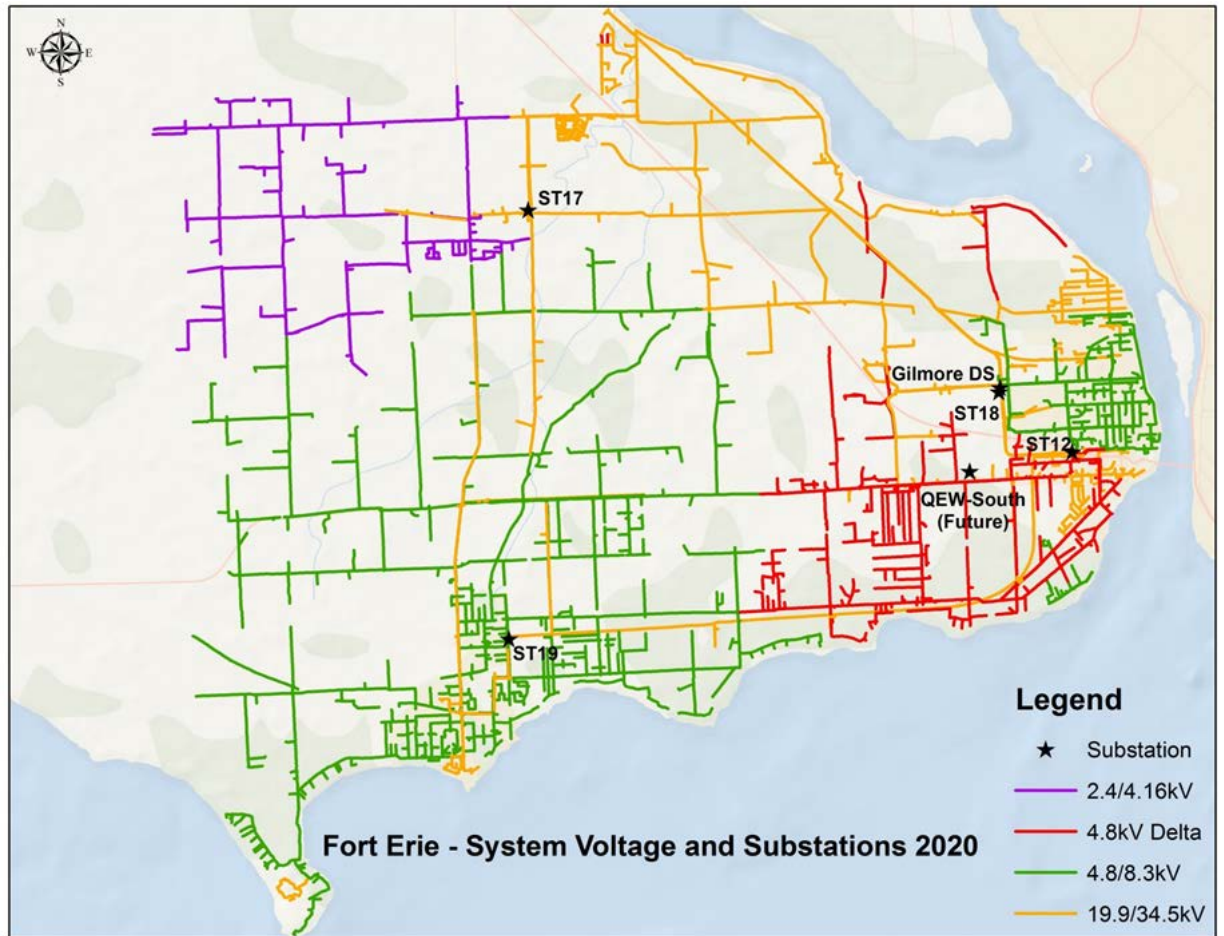 N
W E
S
ST17
Gilmore DS
ST18
ST12
QEW-South
(Future)
ST19
Fort Erie - System Voltage and Substations 2020
Legend
Substation
2.4/4.16kV
4.8kV Delta
4.8/8.3kV
19.9/34.5kV